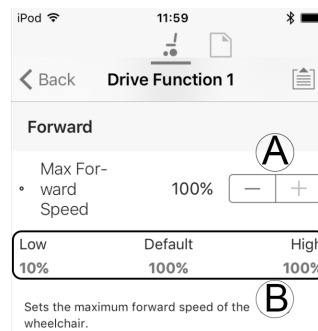 iPod 11:59
Back Drive Function 1
Forward
A
Max For-
ward 100% − +
Speed
Low Default High
10% 100% 100%
B
Sets the maximum forward speed of the
wheelchair.